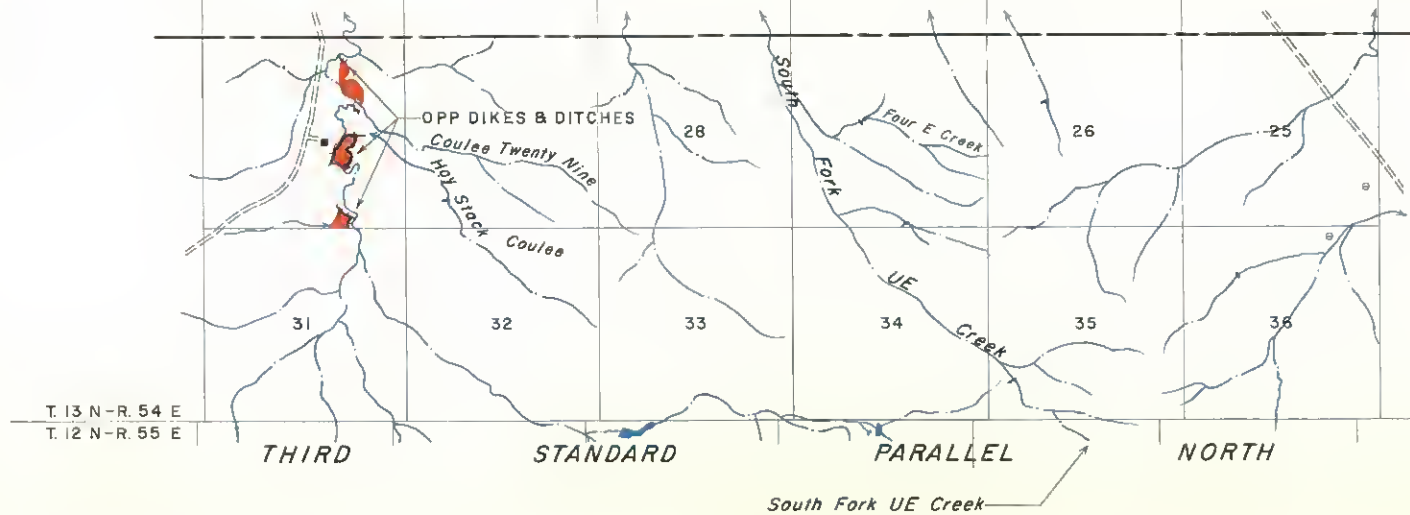 OPP DIKES & DITCHES
28
26
25
Four E Creek
Coulee Twenty Nine
Hay Stack Coulee
South Fork UE Creek
31
32
33
34
35
36
T. 13 N-R. 54 E
T. 12 N-R. 55 E
THIRD STANDARD PARALLEL NORTH
South Fork UE Creek